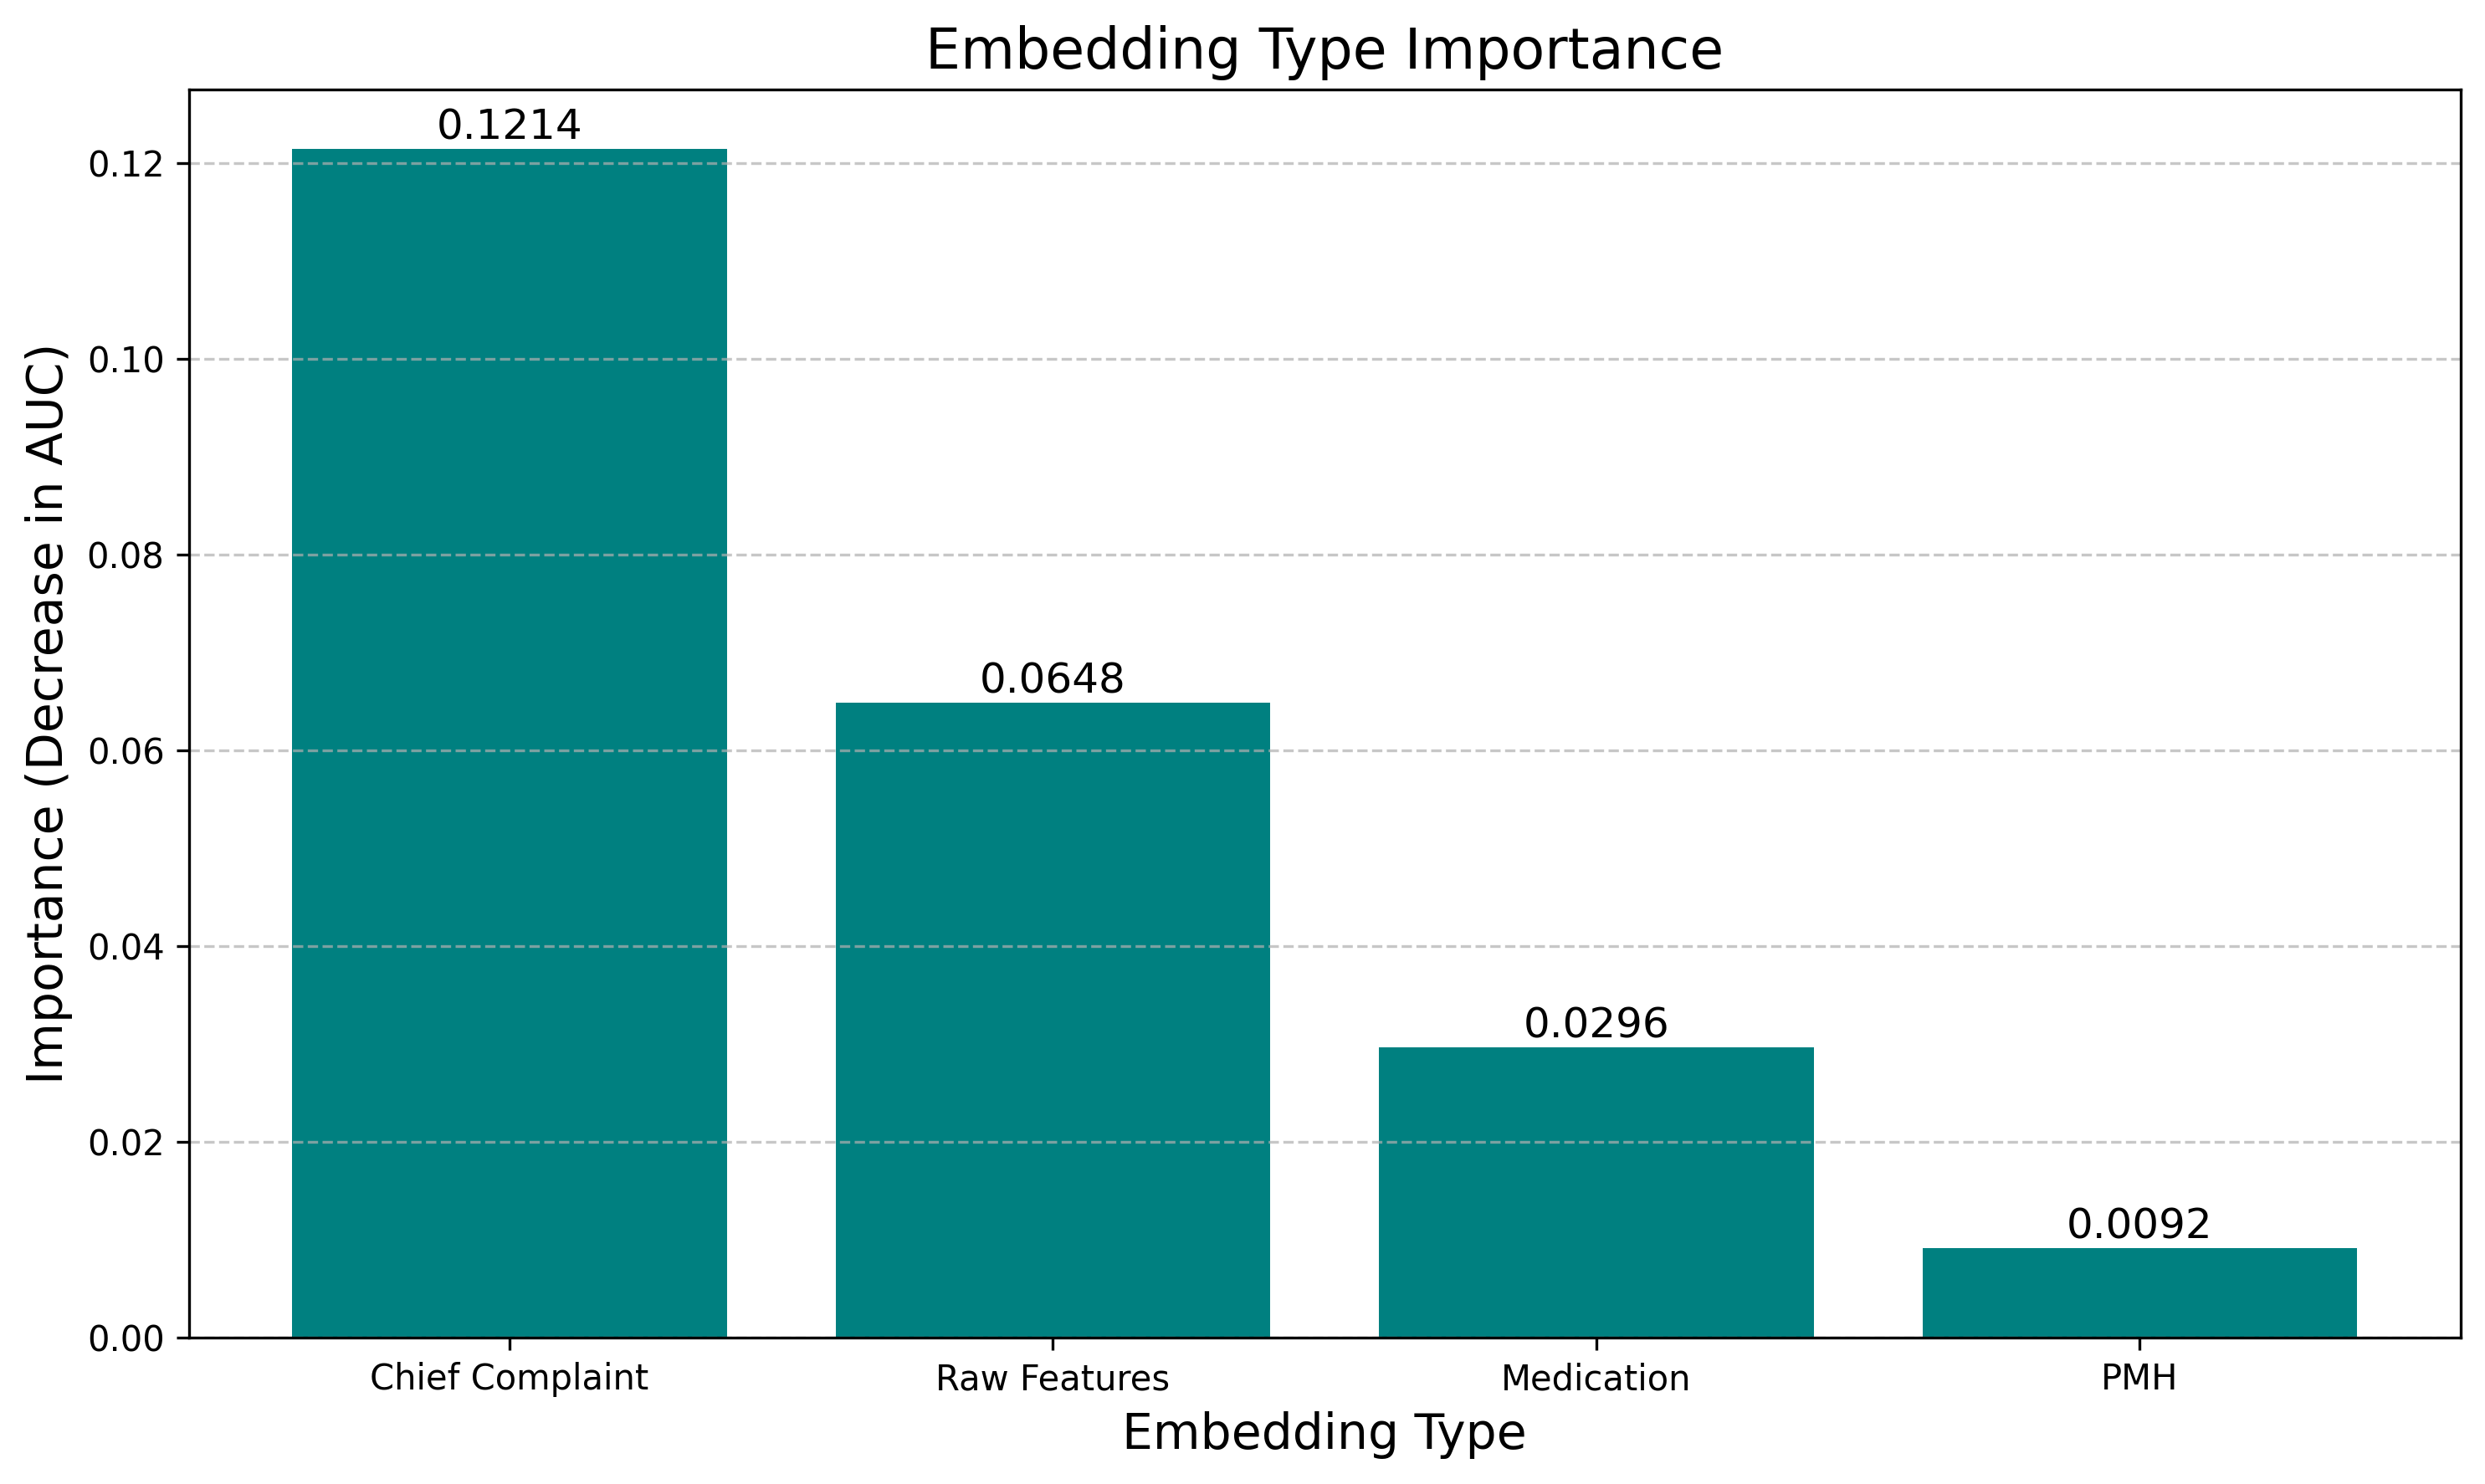 Embedding Type Importance
Importance (Decrease in AUC)
0.12
0.10
0.08
0.06
0.04
0.02
0.00
0.1214
0.0648
0.0296
0.0092
Chief Complaint
Raw Features
Medication
PMH
Embedding Type